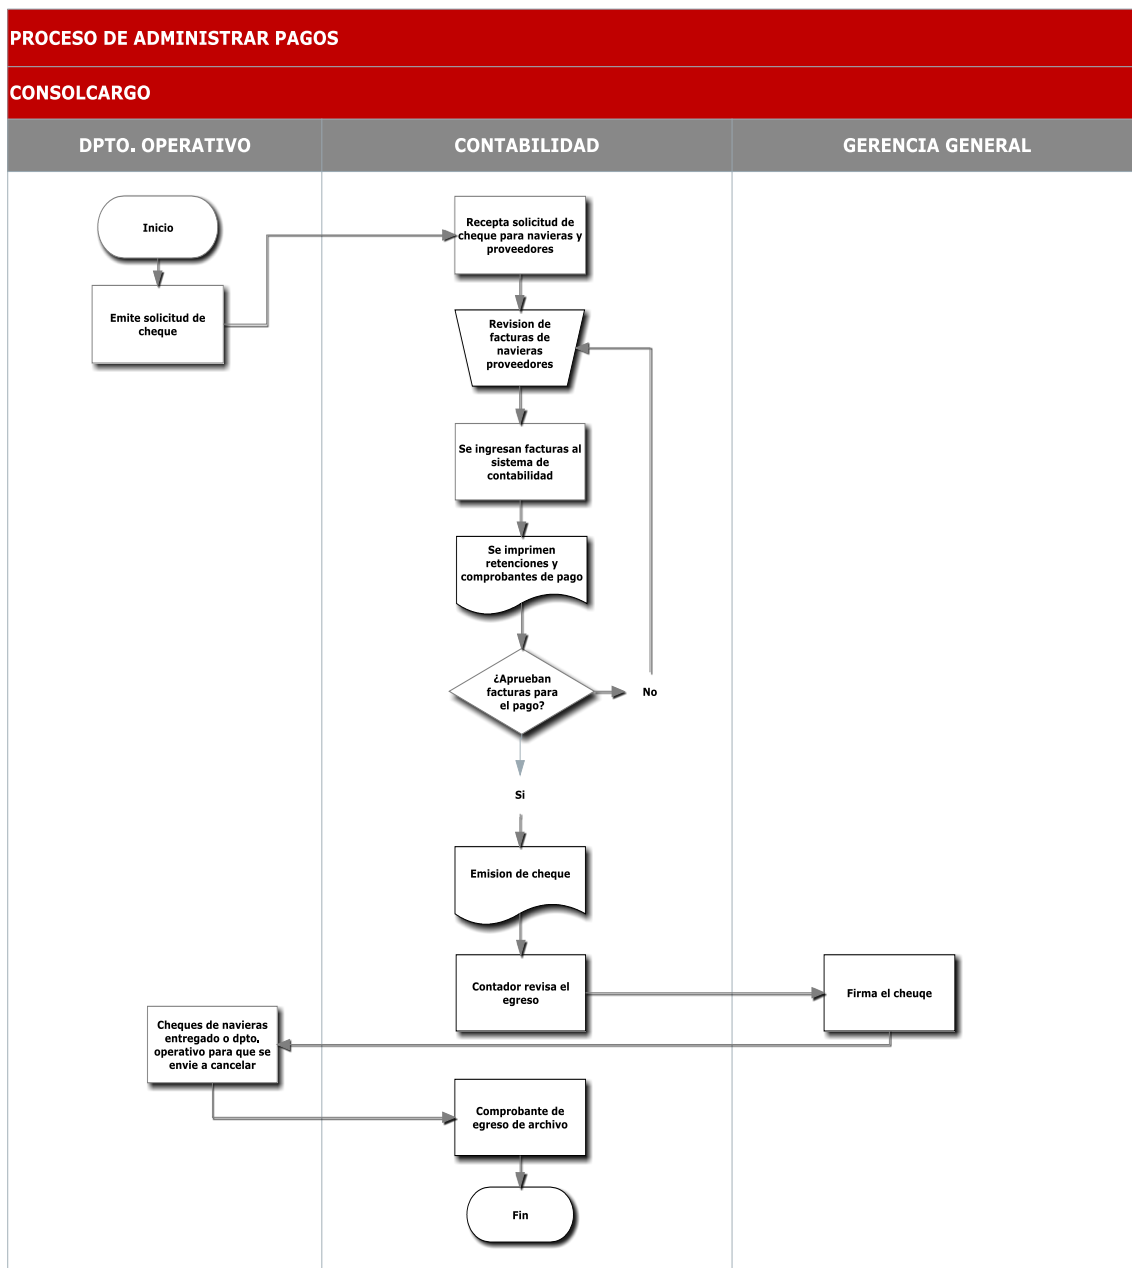 PROCESO DE ADMINISTRAR PAGOS
CONSOLCARGO
DPTO. OPERATIVO
CONTABILIDAD
GERENCIA GENERAL
Inicio
Emite solicitud de
cheque
Recepta solicitud de
cheque para navieras y
proveedores
Revision de
facturas de
navieras
proveedores
Se ingresan facturas al
sistema de
contabilidad
Se imprimen
retenciones y
comprobantes de pago
¿Aprueban
facturas para
el pago?
No
Si
Emision de cheque
Contador revisa el
egreso
Firma el cheuqe
Cheques de navieras
entregado o dpto.
operativo para que se
envie a cancelar
Comprobante de
egreso de archivo
Fin